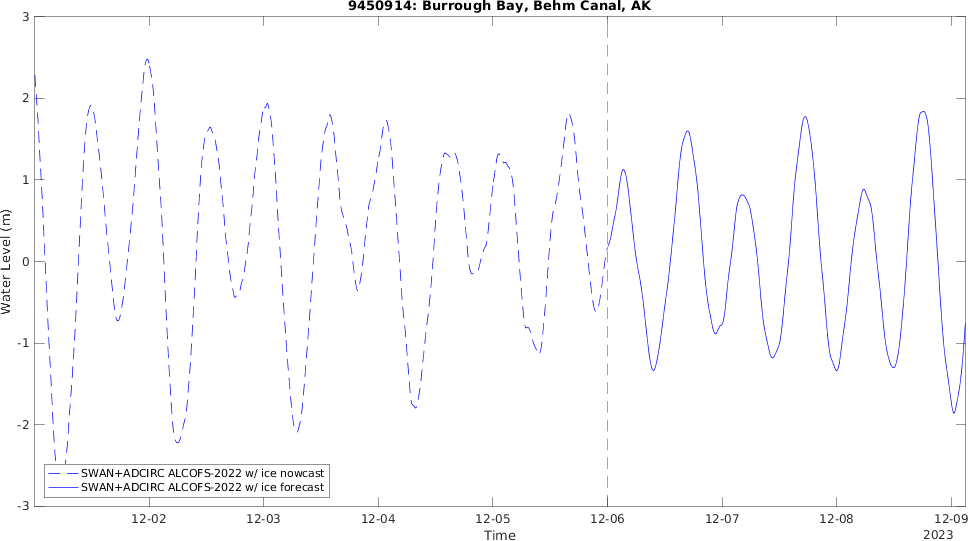 9450914: Burrough Bay, Behm Canal, AK
Water Level (m)
3
2
1
0
-1
-2
-3
SWAN+ADCIRC ALCOFS-2022 w/ ice nowcast
SWAN+ADCIRC ALCOFS-2022 w/ ice forecast
12-02 12-03 12-04 12-05 12-06 12-07 12-08 12-09
Time 2023